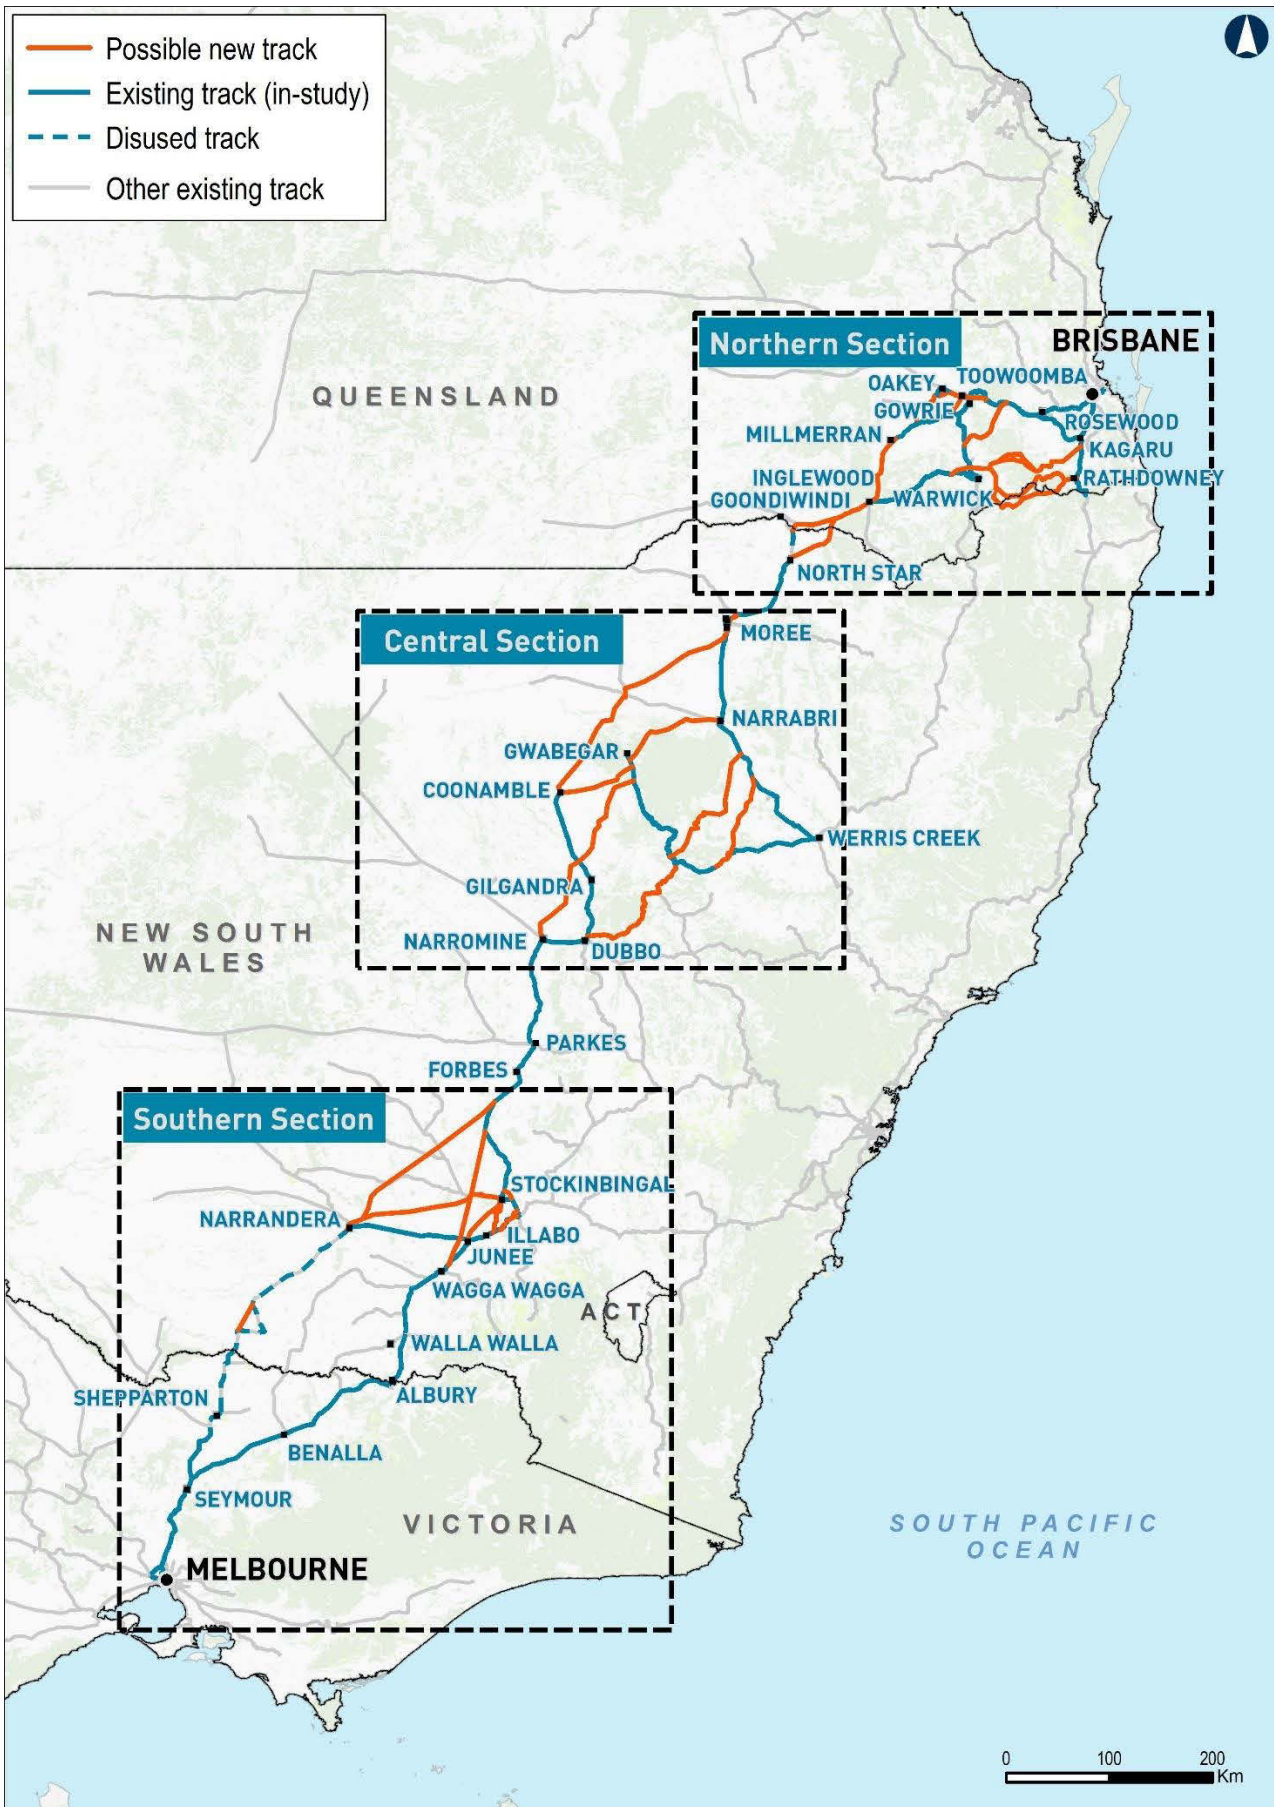 Possible new track
Existing track (in-study)
Disused track
Other existing track
Northern Section
BRISBANE
QUEENSLAND
OAKEY
TOOWOOMBA
GOWRIE
ROSEWOOD
MILLMERRAN
KAGARU
INGLEWOOD
RATHDOWNEY
GOONDIWINDI
WARWICK
NORTH STAR
Central Section
MOREE
NARRABRI
GWABEGAR
COONAMBLE
WERRIS CREEK
GILGANDRA
NEW SOUTH
WALES
NARROMINE
DUBBO
PARKES
FORBES
Southern Section
STOCKINBINGAL
NARRANDERA
ILLABO
JUNEE
WAGGA WAGGA
ACT
WALLA WALLA
SHEPPARTON
ALBURY
BENALLA
SEYMOUR
VICTORIA
SOUTH PACIFIC
OCEAN
MELBOURNE
0 100 200
Km